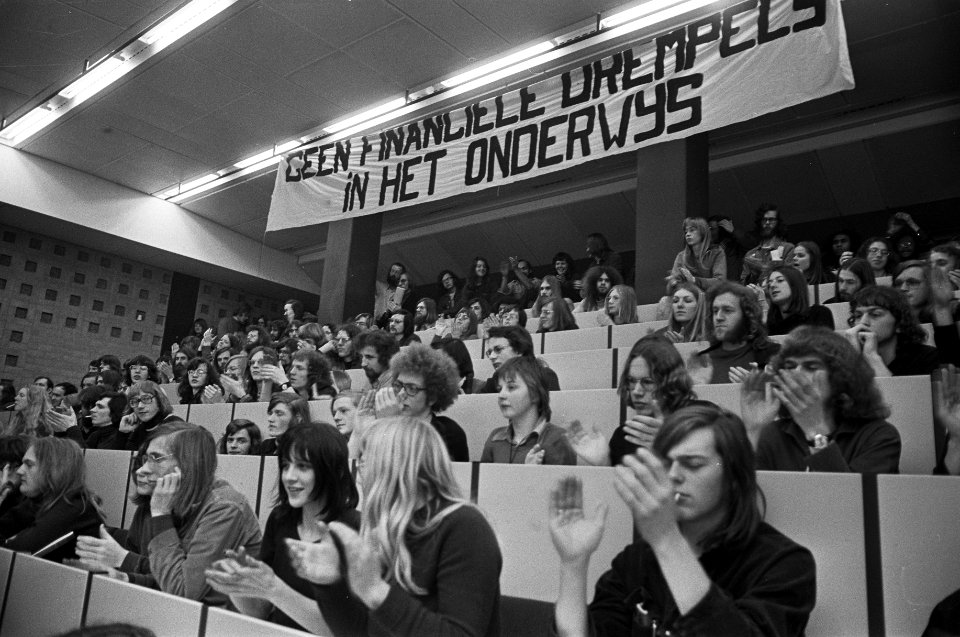 GEEN FINANCIELE DREMPELS
iN HET ONDERWYS